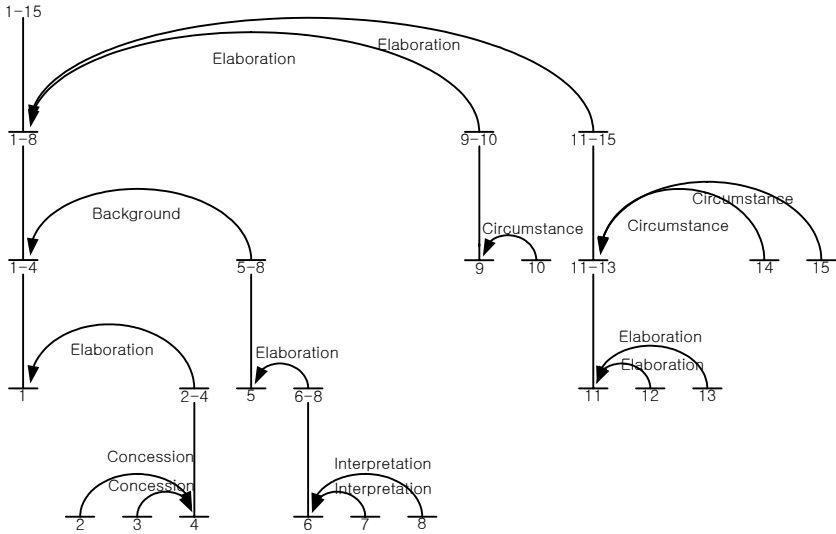 1-15
Elaboration
Elaboration
1-8
9-10
11-15
Circumstance
Background
Circumstance
Circumstance
1-4
5-8
9
10
11-13
14
15
Elaboration
Elaboration
Elaboration
Elaboration
1
2-4
5
6-8
11
12
13
Concession
Interpretation
Concession
Interpretation
2
3
4
6
7
8